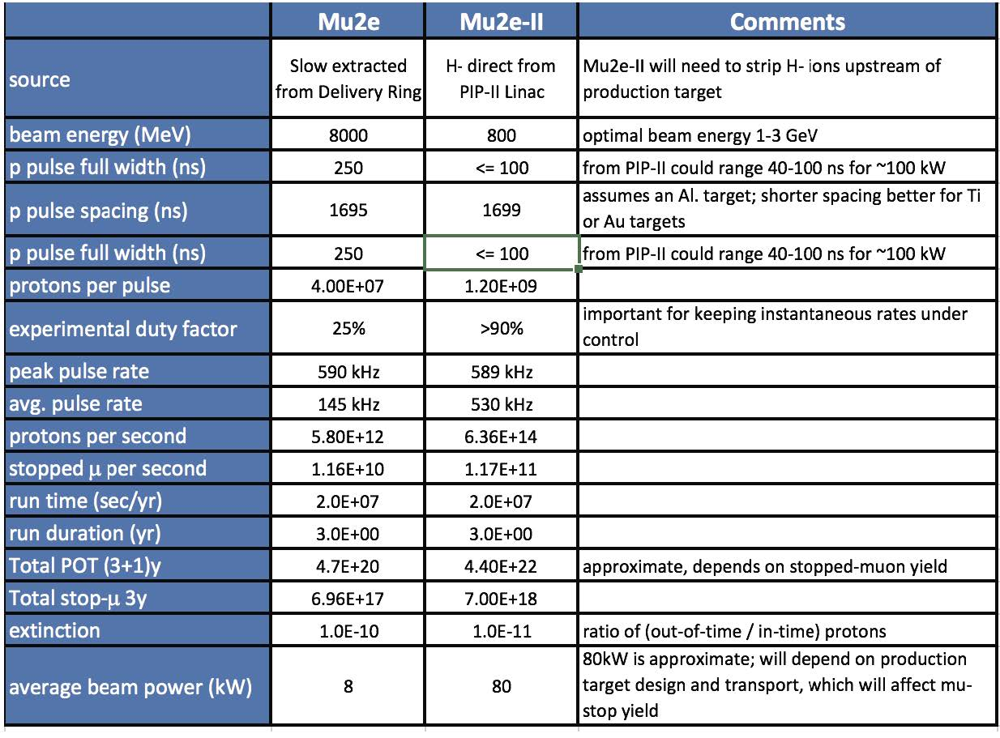 Mu2e Mu2e-II Comments
source
Slow extracted
from Delivery Ring
H- direct from
PIP-II Linac
Mu2e-II will need to strip H- ions upstream of
production target
beam energy (MeV) 8000 800 optimal beam energy 1-3 GeV
p pulse full width (ns) 250 <= 100 from PIP-II could range 40-100 ns for ~100 kW
p pulse spacing (ns) 1695 1699
assumes an Al. target; shorter spacing better for Ti
or Au targets
p pulse full width (ns) 250 <= 100 from PIP-II could range 40-100 ns for ~100 kW
protons per pulse 4.00E+07 1.20E+09
experimental duty factor 25% >90%
important for keeping instantaneous rates under
control
peak pulse rate 590 kHz 589 kHz
avg. pulse rate 145 kHz 530 kHz
protons per second 5.80E+12 6.36E+14
stopped μ per second 1.16E+10 1.17E+11
run time (sec/yr) 2.0E+07 2.0E+07
run duration (yr) 3.0E+00 3.0E+00
Total POT (3+1)y 4.7E+20 4.40E+22 approximate, depends on stopped-muon yield
Total stop-μ 3y 6.96E+17 7.00E+18
extinction 1.0E-10 1.0E-11 ratio of (out-of-time / in-time) protons
average beam power (kW) 8 80
80kW is approximate; will depend on production
target design and transport, which will affect mu-
stop yield